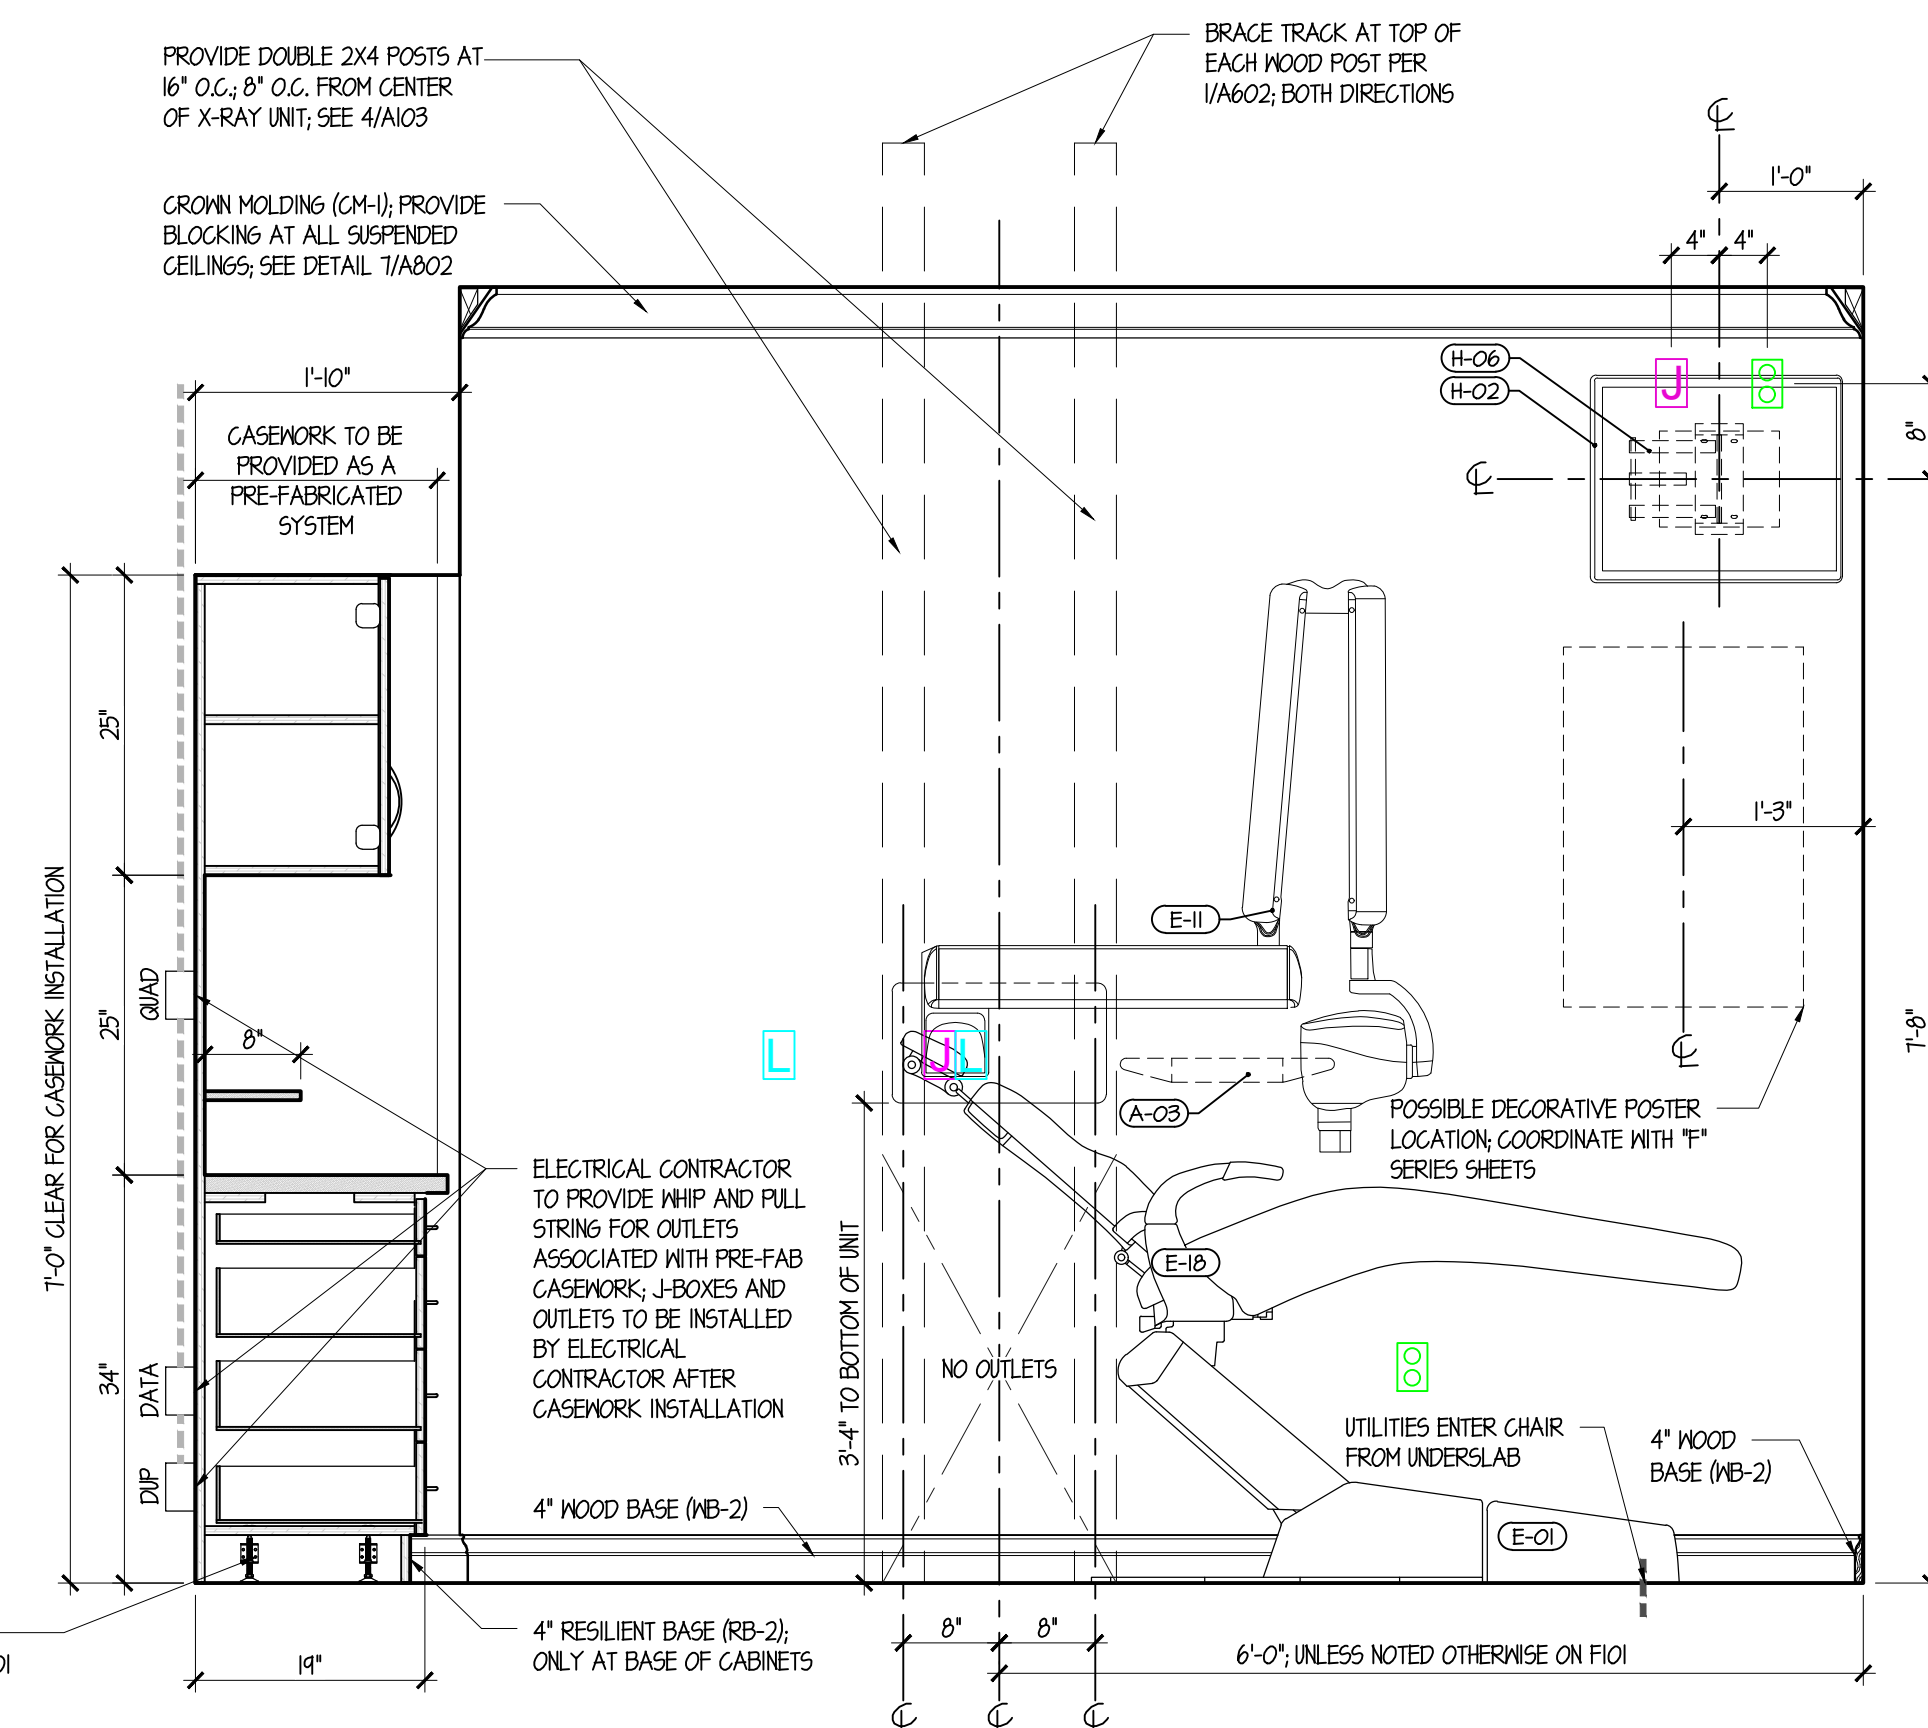 PROVIDE DOUBLE 2X4 POSTS AT
16" O.C.; 8" O.C. FROM CENTER
OF X-RAY UNIT; SEE 4/A103
BRACE TRACK AT TOP OF
EACH WOOD POST PER
1/A602; BOTH DIRECTIONS
CROWN MOLDING (CM-1); PROVIDE
BLOCKING AT ALL SUSPENDED
CEILINGS; SEE DETAIL 7/A802
1'-0"
4" 4"
H-06
H-02
J
8"
1'-10"
CASEWORK TO BE
PROVIDED AS A
PRE-FABRICATED
SYSTEM
25"
7'-0" CLEAR FOR CASEWORK INSTALLATION
QUAD
25"
8"
1'-3"
E-11
7'-8"
L
J L
A-03
POSSIBLE DECORATIVE POSTER
LOCATION; COORDINATE WITH "F"
SERIES SHEETS
ELECTRICAL CONTRACTOR
TO PROVIDE WHIP AND PULL
STRING FOR OUTLETS
ASSOCIATED WITH PRE-FAB
CASEWORK; J-BOXES AND
OUTLETS TO BE INSTALLED
BY ELECTRICAL
CONTRACTOR AFTER
CASEWORK INSTALLATION
3'-4" TO BOTTOM OF UNIT
E-18
NO OUTLETS
34"
DATA
DUP
UTILITIES ENTER CHAIR
FROM UNDERSLAB
4" WOOD
BASE (WB-2)
4" WOOD BASE (WB-2)
E-01
4" RESILIENT BASE (RB-2);
ONLY AT BASE OF CABINETS
19"
8" 8"
6'-0"; UNLESS NOTED OTHERWISE ON F101